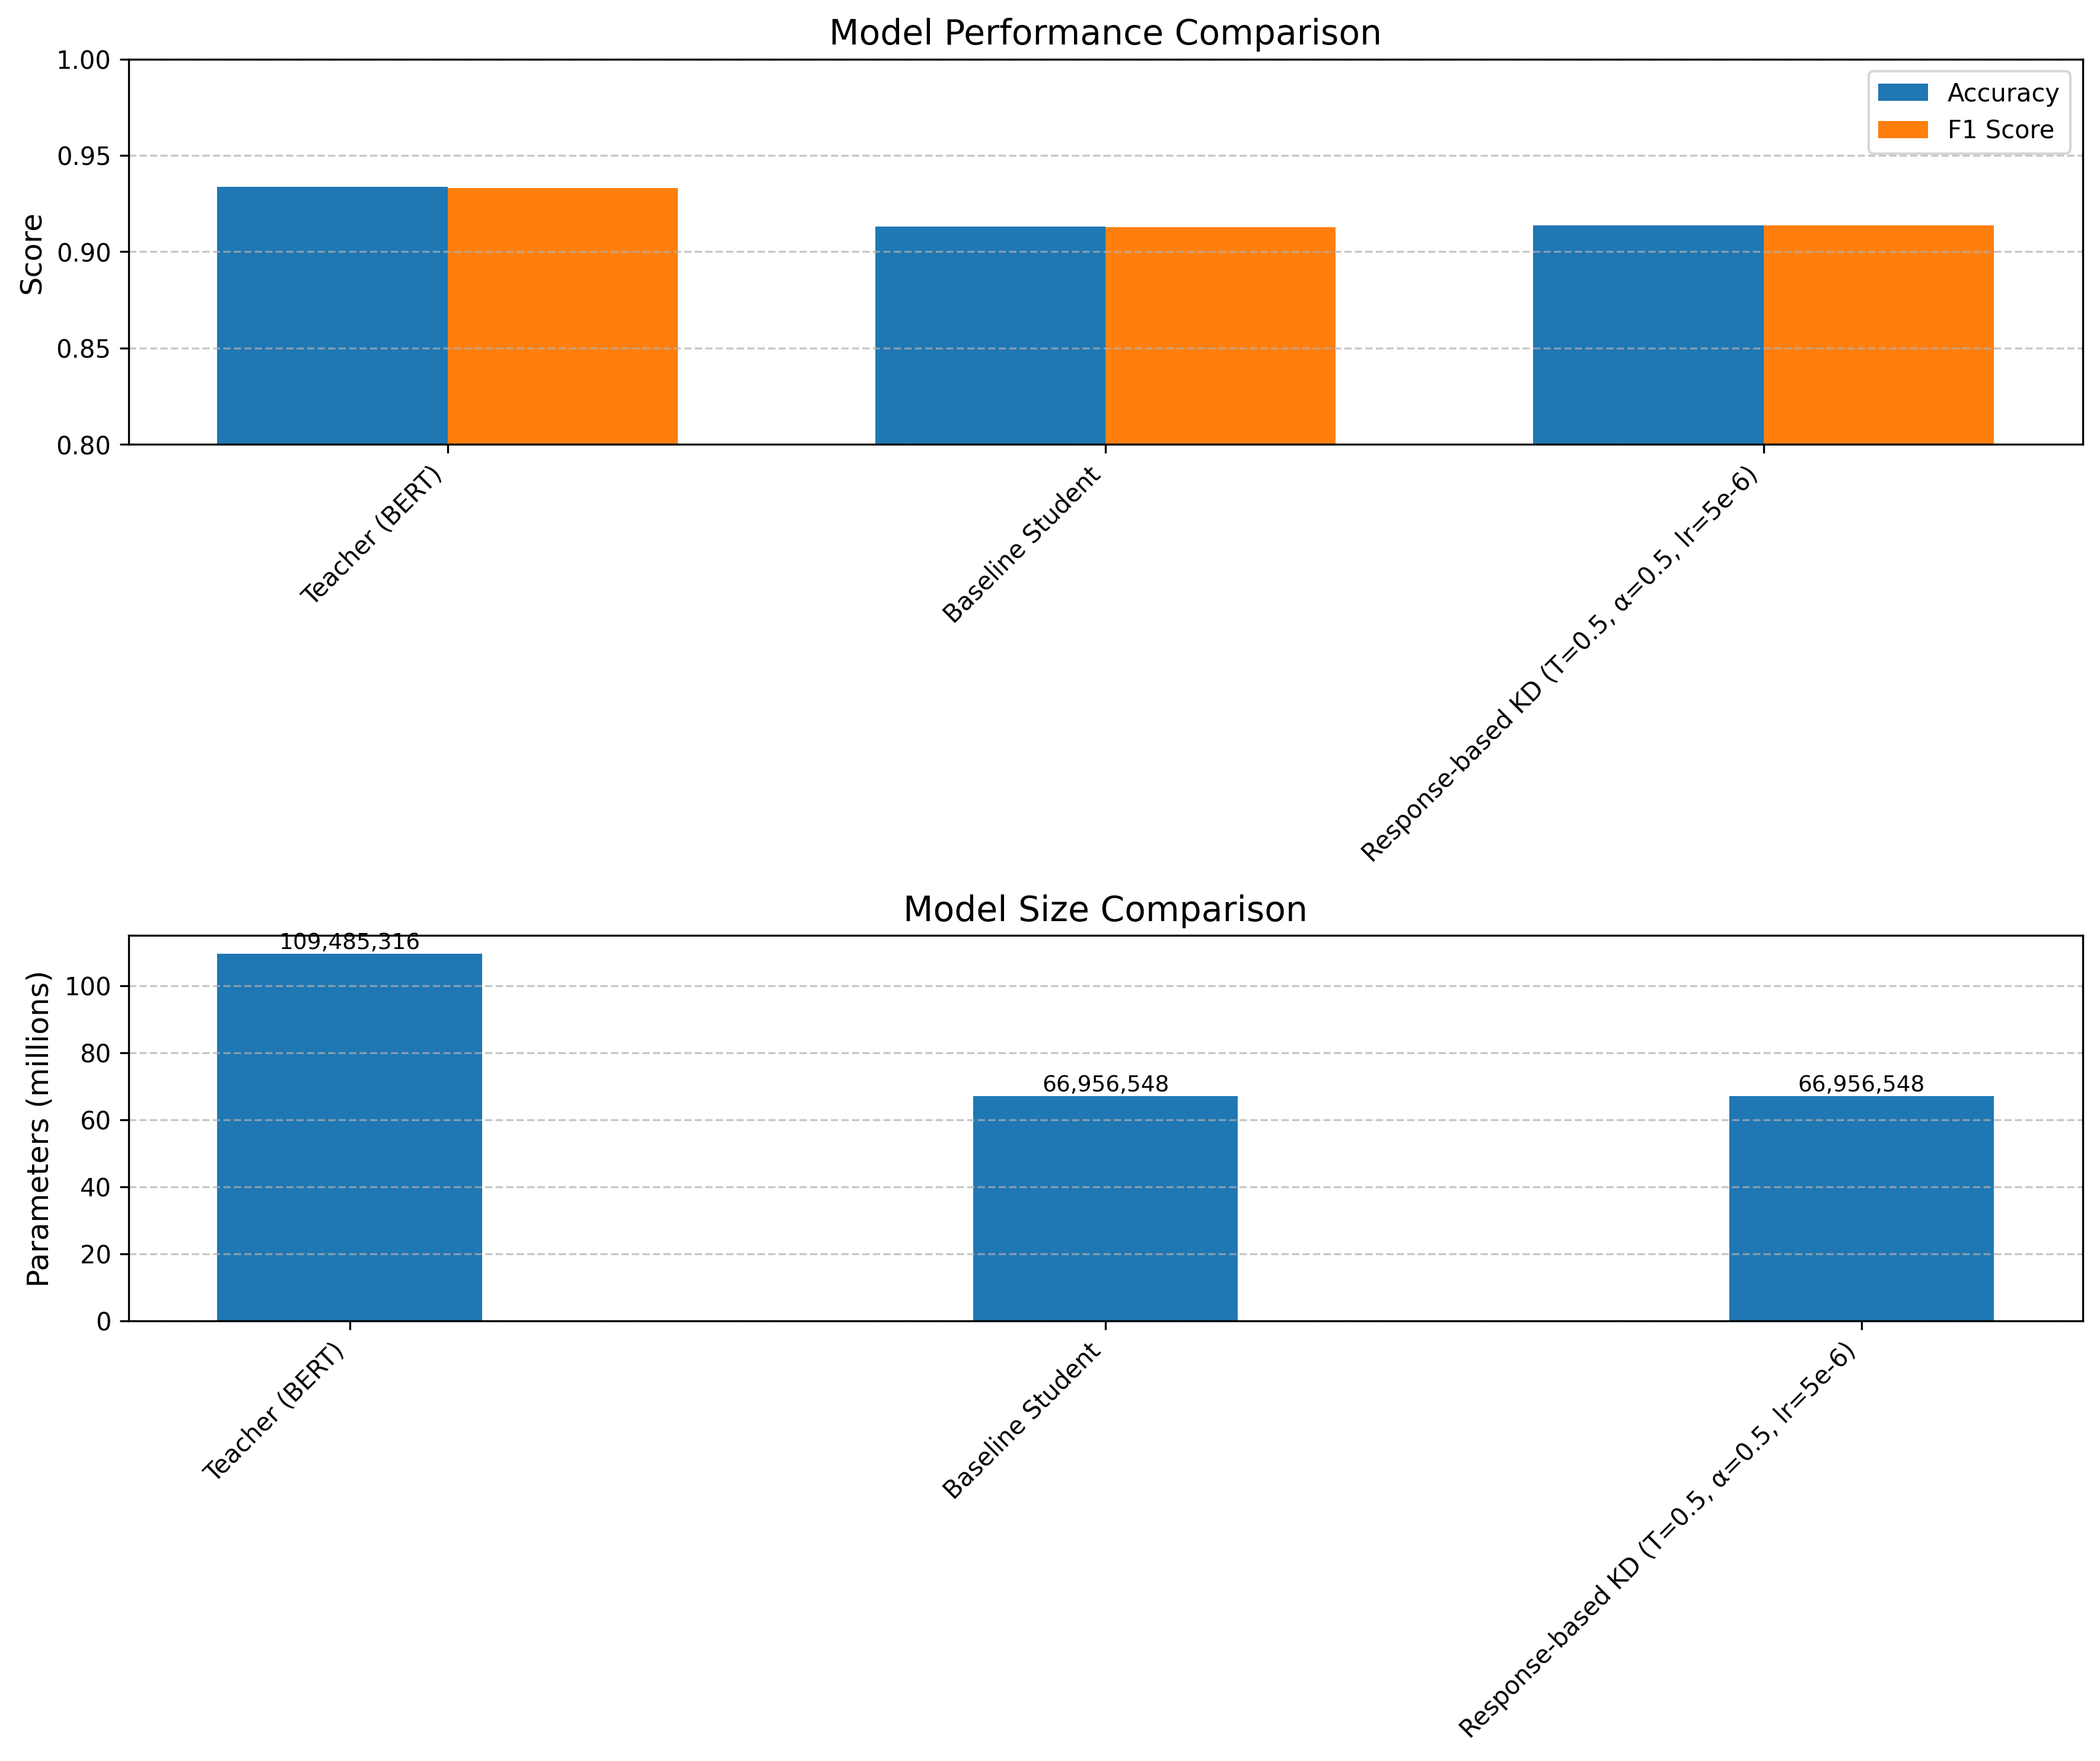 Model Performance Comparison
1.00
0.95
0.90
0.85
0.80
Score
Accuracy
F1 Score
Teacher (BERT)
Baseline Student
Response-based KD (T=0.5, α=0.5, lr=5e-6)
Model Size Comparison
100
80
60
40
20
0
Parameters (millions)
109,485,316
66,956,548
66,956,548
Teacher (BERT)
Baseline Student
Response-based KD (T=0.5, α=0.5, lr=5e-6)